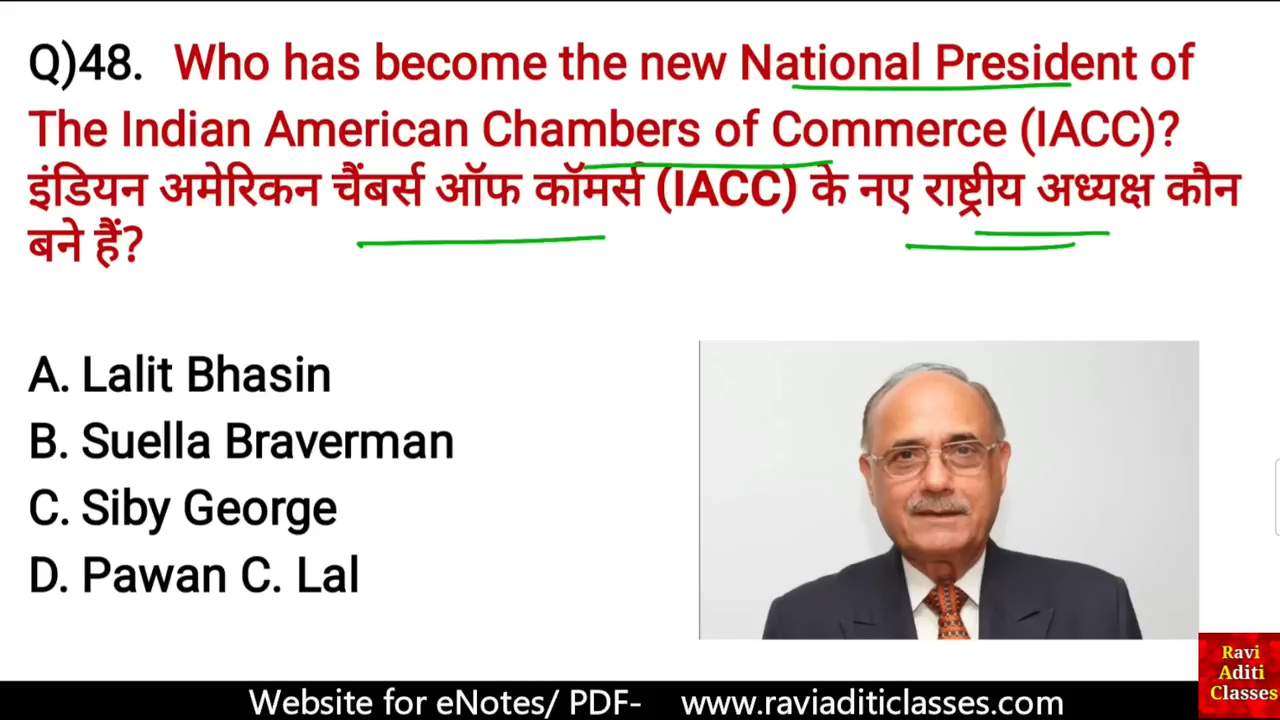 Q)48. Who has become the new National President of
The Indian American Chambers of Commerce (IACC)?
इंडियन अमेरिकन चैंबर्स ऑफ कॉमर्स (IACC) के नए राष्ट्रीय अध्यक्ष कौन
बने हैं?
A. Lalit Bhasin
B. Suella Braverman
C. Siby George
D. Pawan C. Lal
Ravi
Aditi
Classes
Website for eNotes/ PDF- www.raviaditiclasses.com